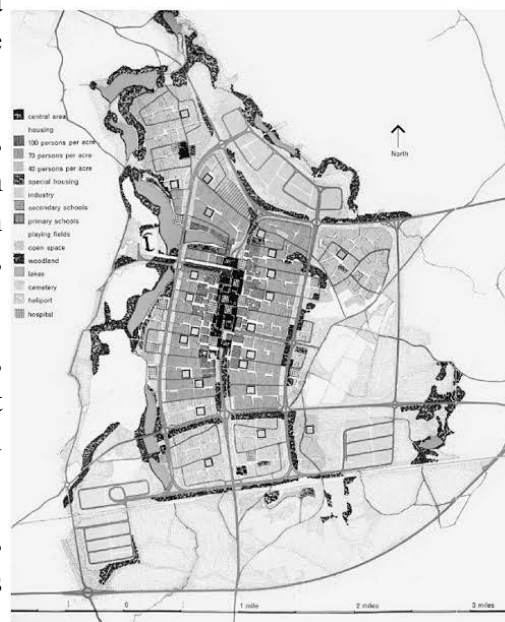 central area
housing
100 persons per acre
70 persons per acre
40 persons per acre
special housing
industry
secondary schools
primary schools
playing fields
open space
woodland
lakes
cemetery
heliport
hospital
North
0
1 mile
2 miles
3 miles